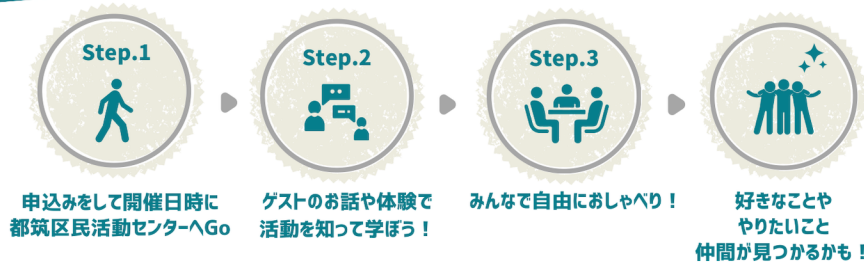 Step.1
申込みをして開催日時に
都筑区民活動センターへGo
Step.2
ゲストのお話や体験で
活動を知って学ぼう！
Step.3
みんなで自由におしゃべり！
好きなことや
やりたいこと
仲間が見つかるかも！